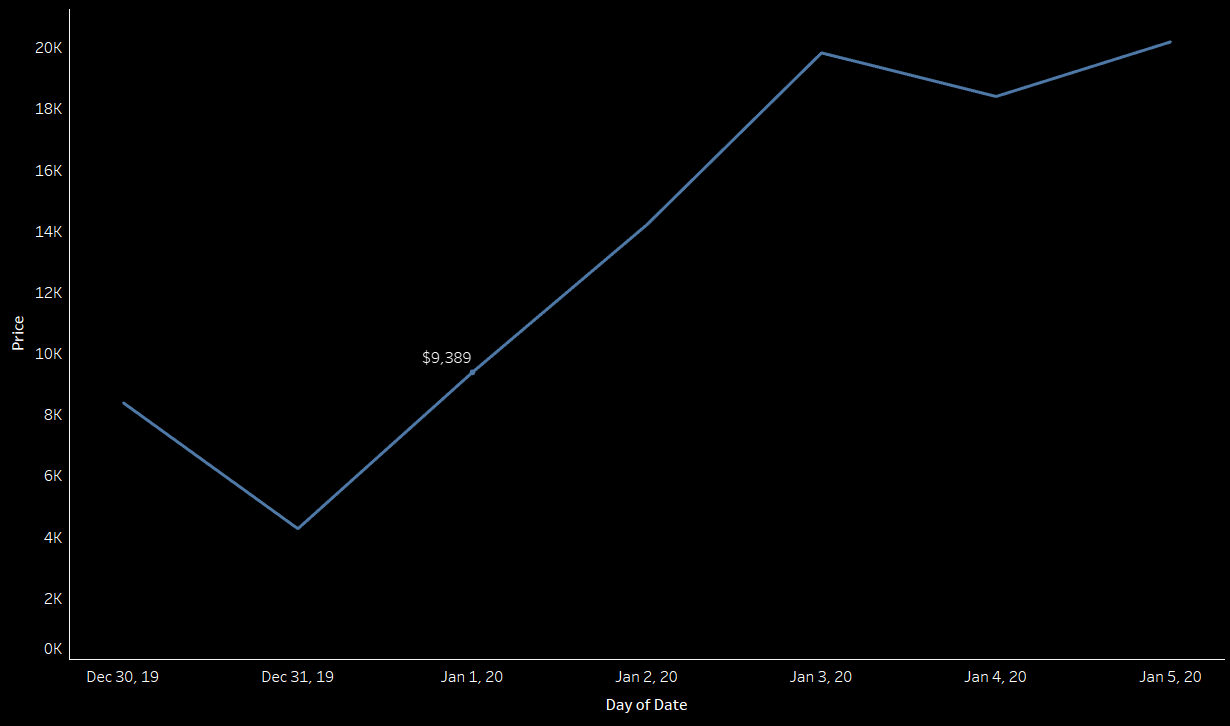 20K
18K
16K
14K
12K
10K
8K
6K
4K
2K
0K
Price
$9,389
Dec 30, 19
Dec 31, 19
Jan 1, 20
Jan 2, 20
Jan 3, 20
Jan 4, 20
Jan 5, 20
Day of Date